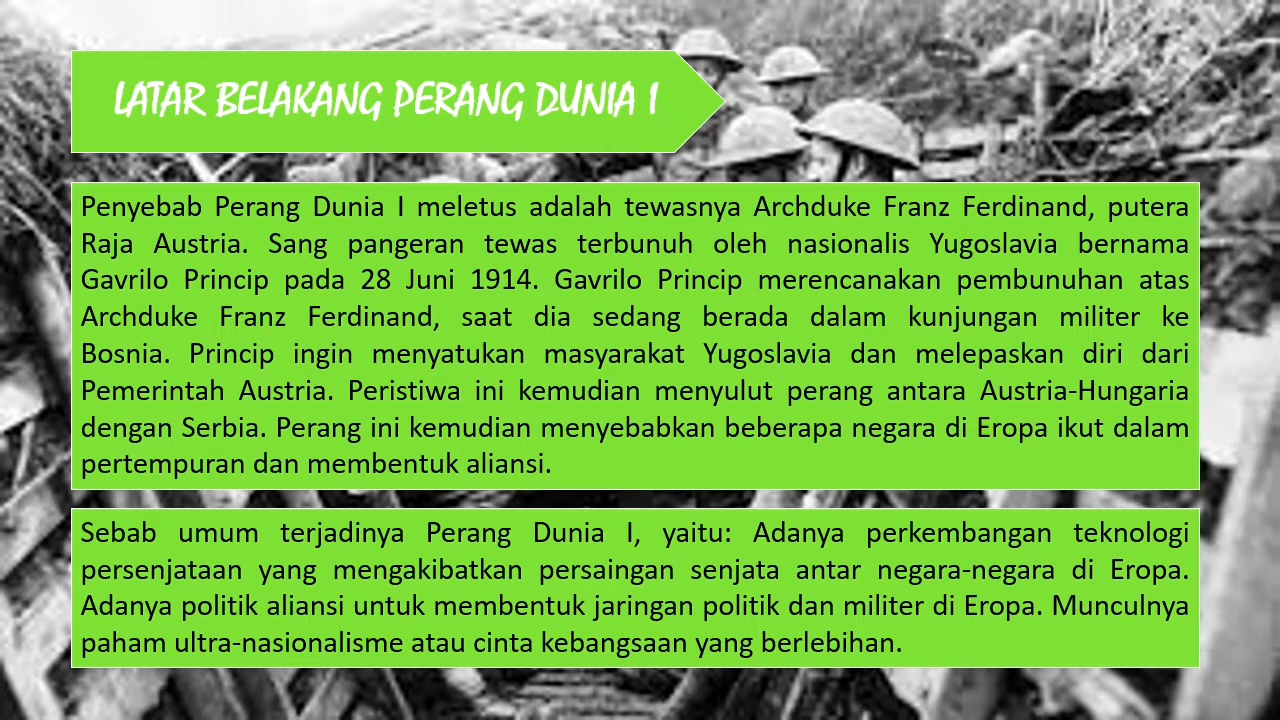 LATAR BELAKANG PERANG DUNIA I
Penyebab Perang Dunia I meletus adalah tewasnya Archduke Franz Ferdinand, putera
Raja Austria. Sang pangeran tewas terbunuh oleh nasionalis Yugoslavia bernama
Gavrilo Princip pada 28 Juni 1914. Gavrilo Princip merencanakan pembunuhan atas
Archduke Franz Ferdinand, saat dia sedang berada dalam kunjungan militer ke
Bosnia. Princip ingin menyatukan masyarakat Yugoslavia dan melepaskan diri dari
Pemerintah Austria. Peristiwa ini kemudian menyulut perang antara Austria-Hungaria
dengan Serbia. Perang ini kemudian menyebabkan beberapa negara di Eropa ikut dalam
pertempuran dan membentuk aliansi.
Sebab umum terjadinya Perang Dunia I, yaitu: Adanya perkembangan teknologi
persenjataan yang mengakibatkan persaingan senjata antar negara-negara di Eropa.
Adanya politik aliansi untuk membentuk jaringan politik dan militer di Eropa. Munculnya
paham ultra-nasionalisme atau cinta kebangsaan yang berlebihan.